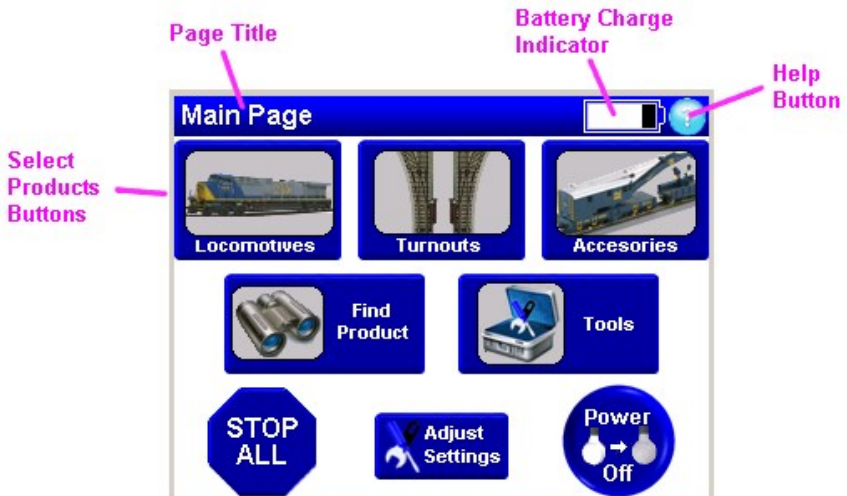 Page Title
Battery Charge
Indicator
Help
Button
Main Page
?
Select
Products
Buttons
Locomotives
Turnouts
Accesories
Find
Product
Tools
STOP
ALL
Adjust
Settings
Power
Off